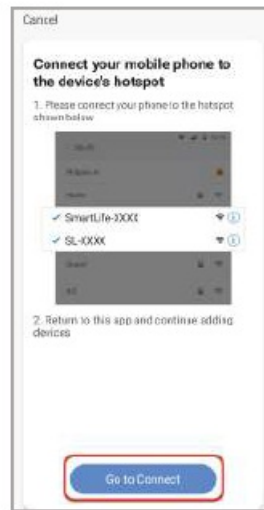 Cancel
Connect your mobile phone to
the device's hotspot
1. Please connect your phone to the hotspot
shown below
SmartLife-XXXX
SL-XXXX
2. Return to this app and continue adding
devices
Go to Connect